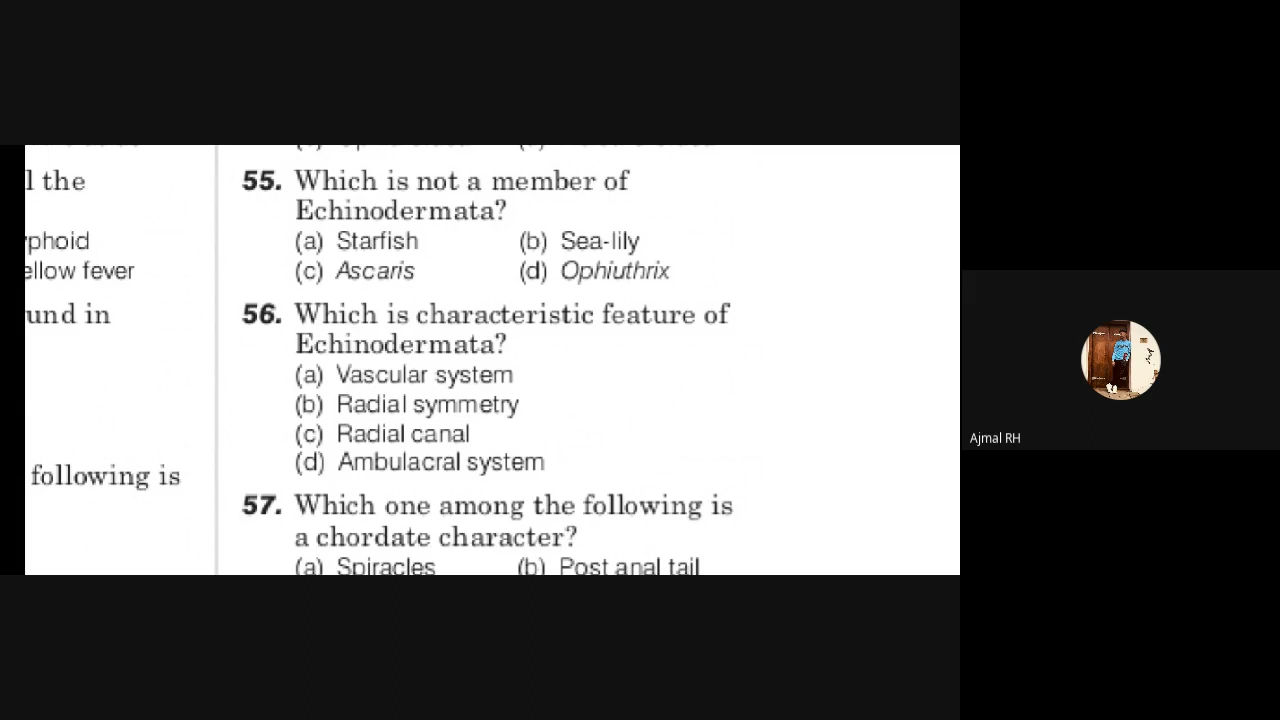 l the
phoid
ellow fever
und in
following is
55. Which is not a member of
Echinodermata?
(a) Starfish (b) Sea-lily
(c) Ascaris (d) Ophiuthrix
56. Which is characteristic feature of
Echinodermata?
(a) Vascular system
(b) Radial symmetry
(c) Radial canal
(d) Ambulacral system
57. Which one among the following is
a chordate character?
(a) Spiracles (b) Post anal tail
Ajmal RH